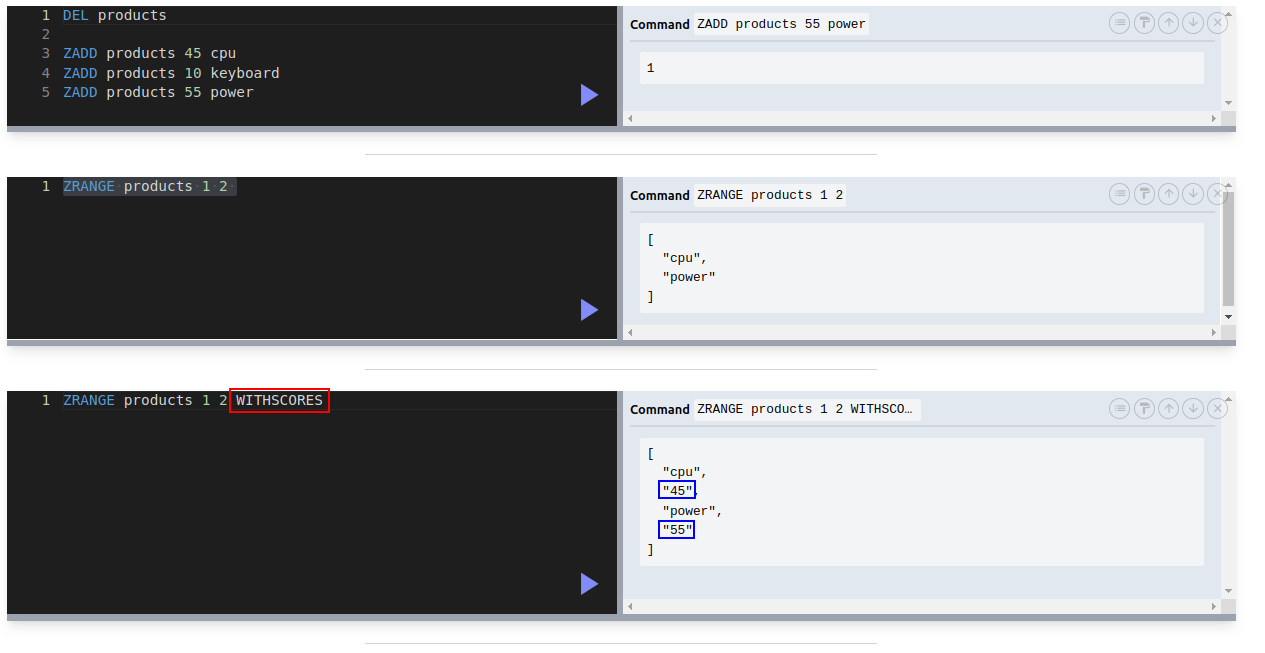 1 DEL products
2
3 ZADD products 45 cpu
4 ZADD products 10 keyboard
5 ZADD products 55 power
Command ZADD products 55 power
1
1 ZRANGE products 1 2
Command ZRANGE products 1 2
[
"cpu",
"power"
]
1 ZRANGE products 1 2 WITHSCORES
Command ZRANGE products 1 2 WITHSCO…
[
"cpu",
"45",
"power",
"55"
]